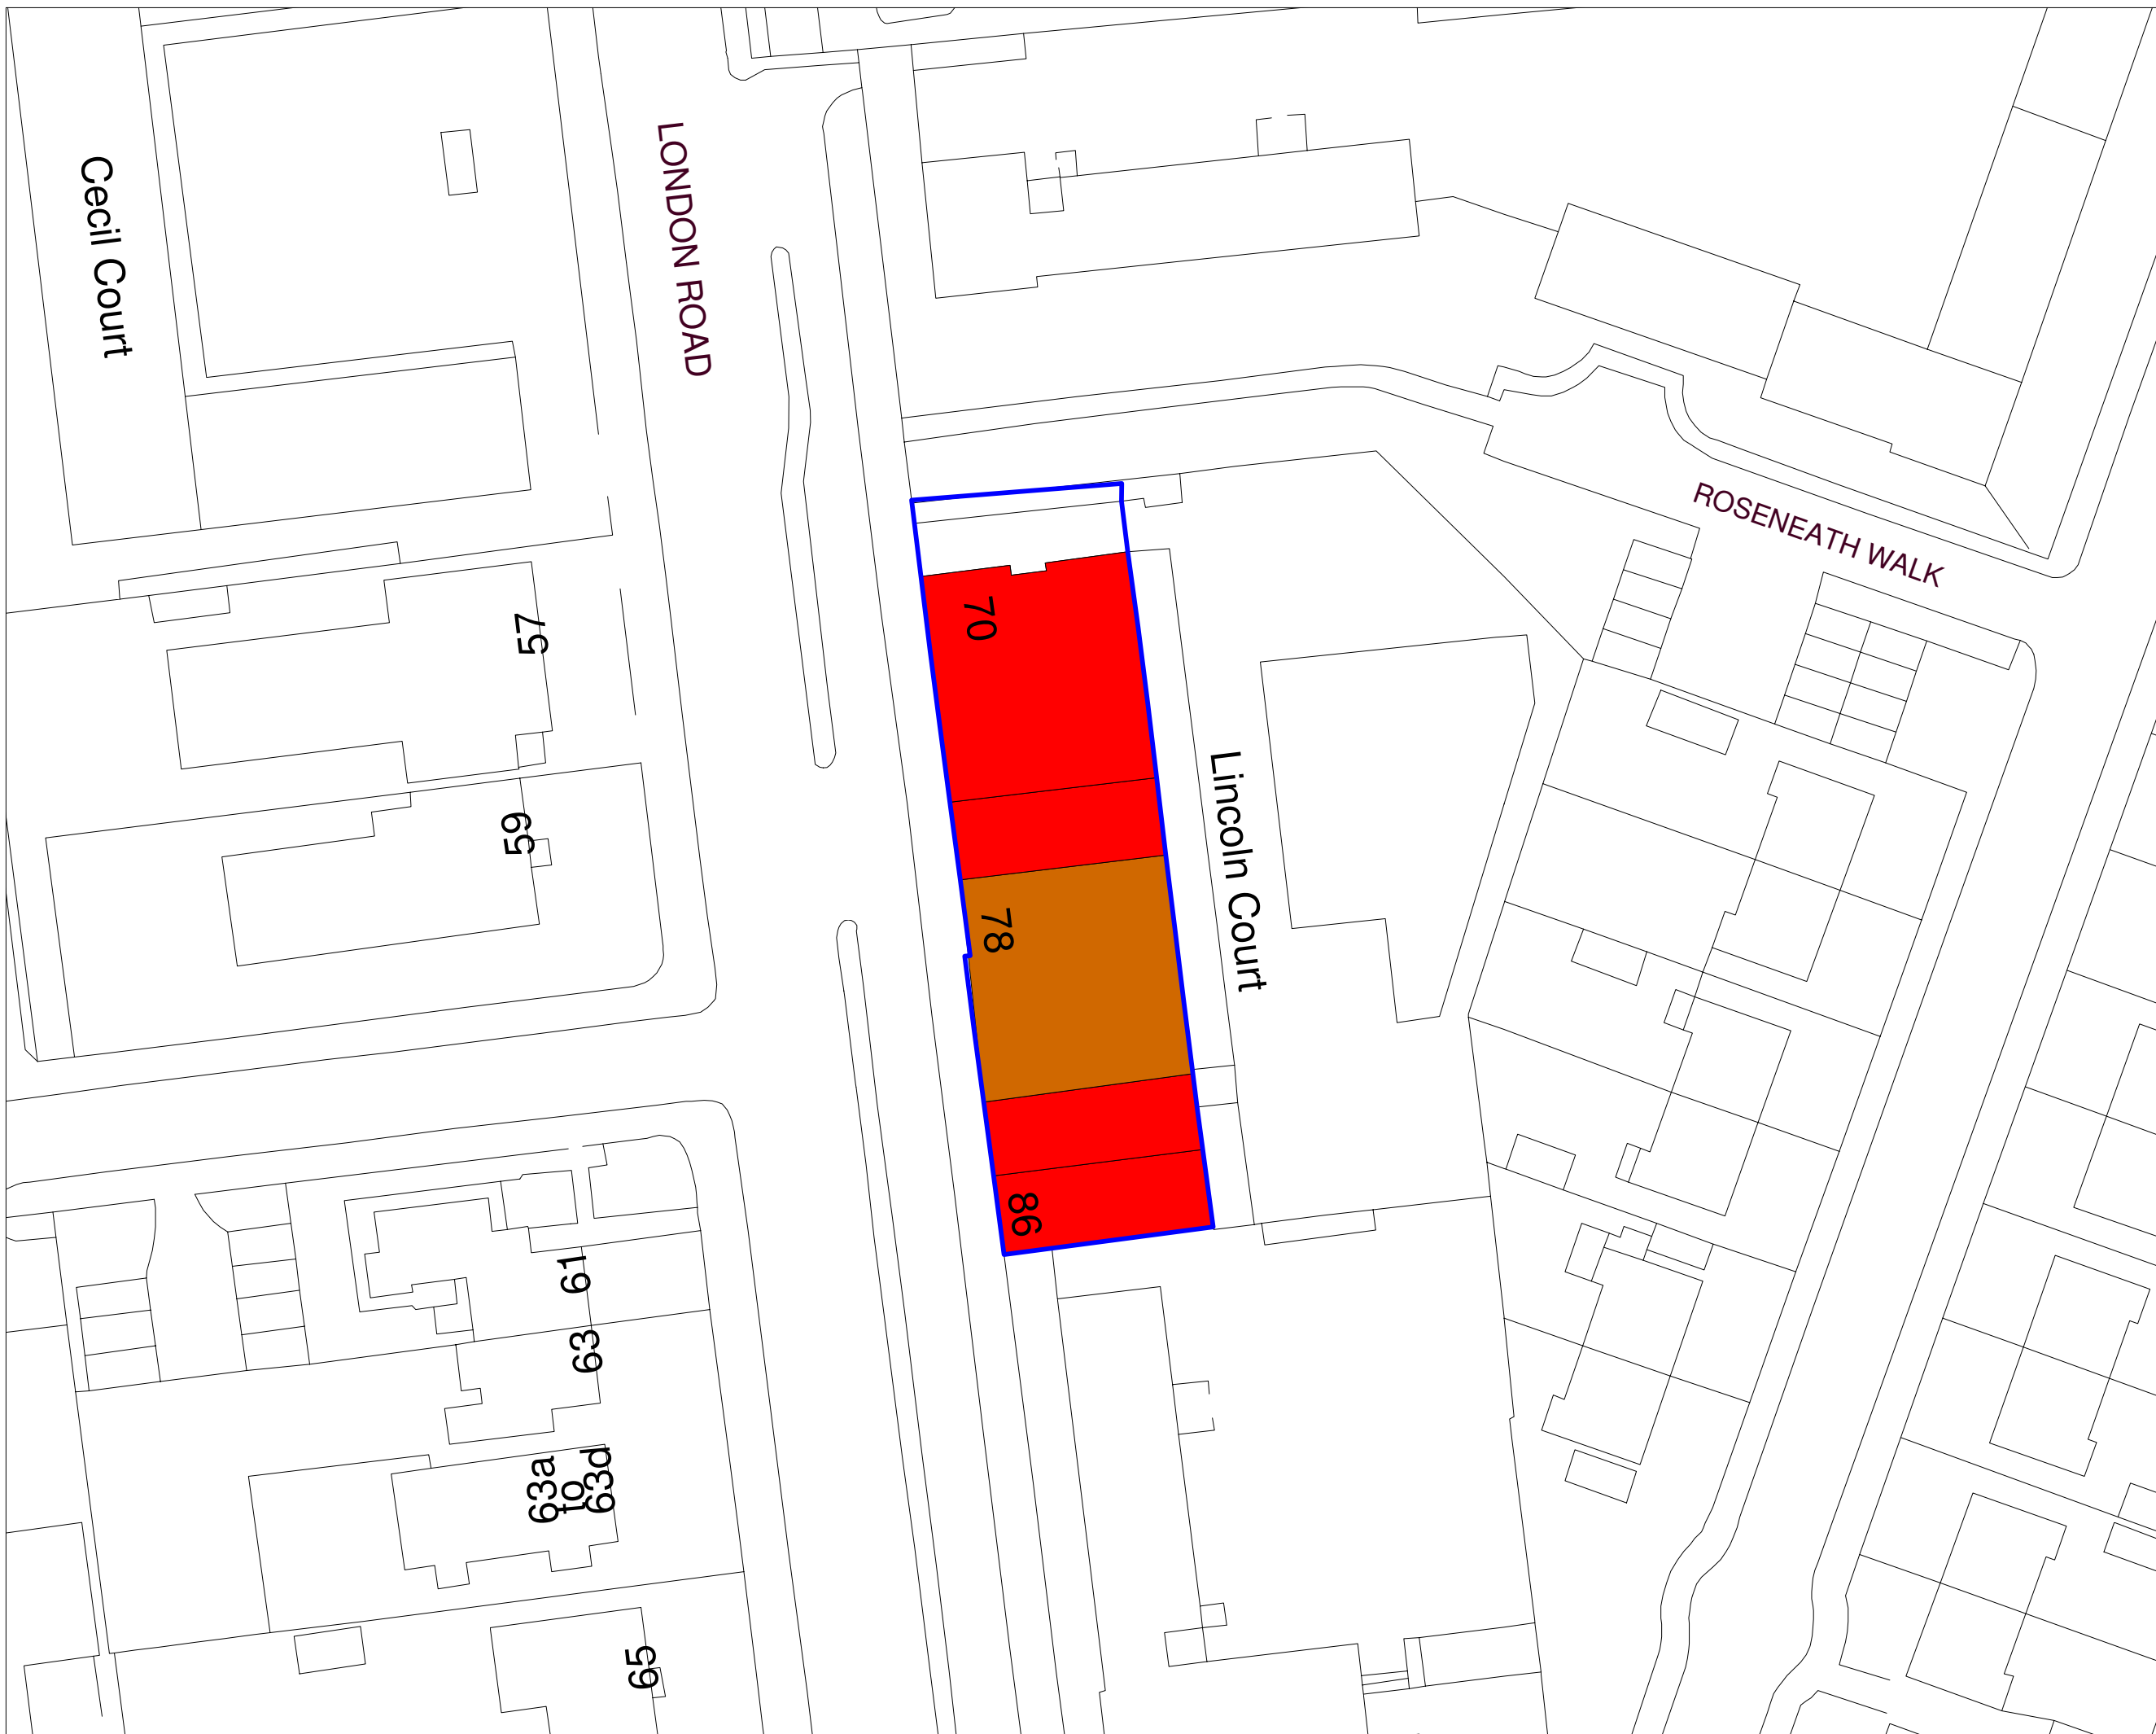 Cecil Court
LONDON ROAD
ROSENEATH WALK
57
70
59
78
Lincoln Court
86
61
63
63a
to
63d
65